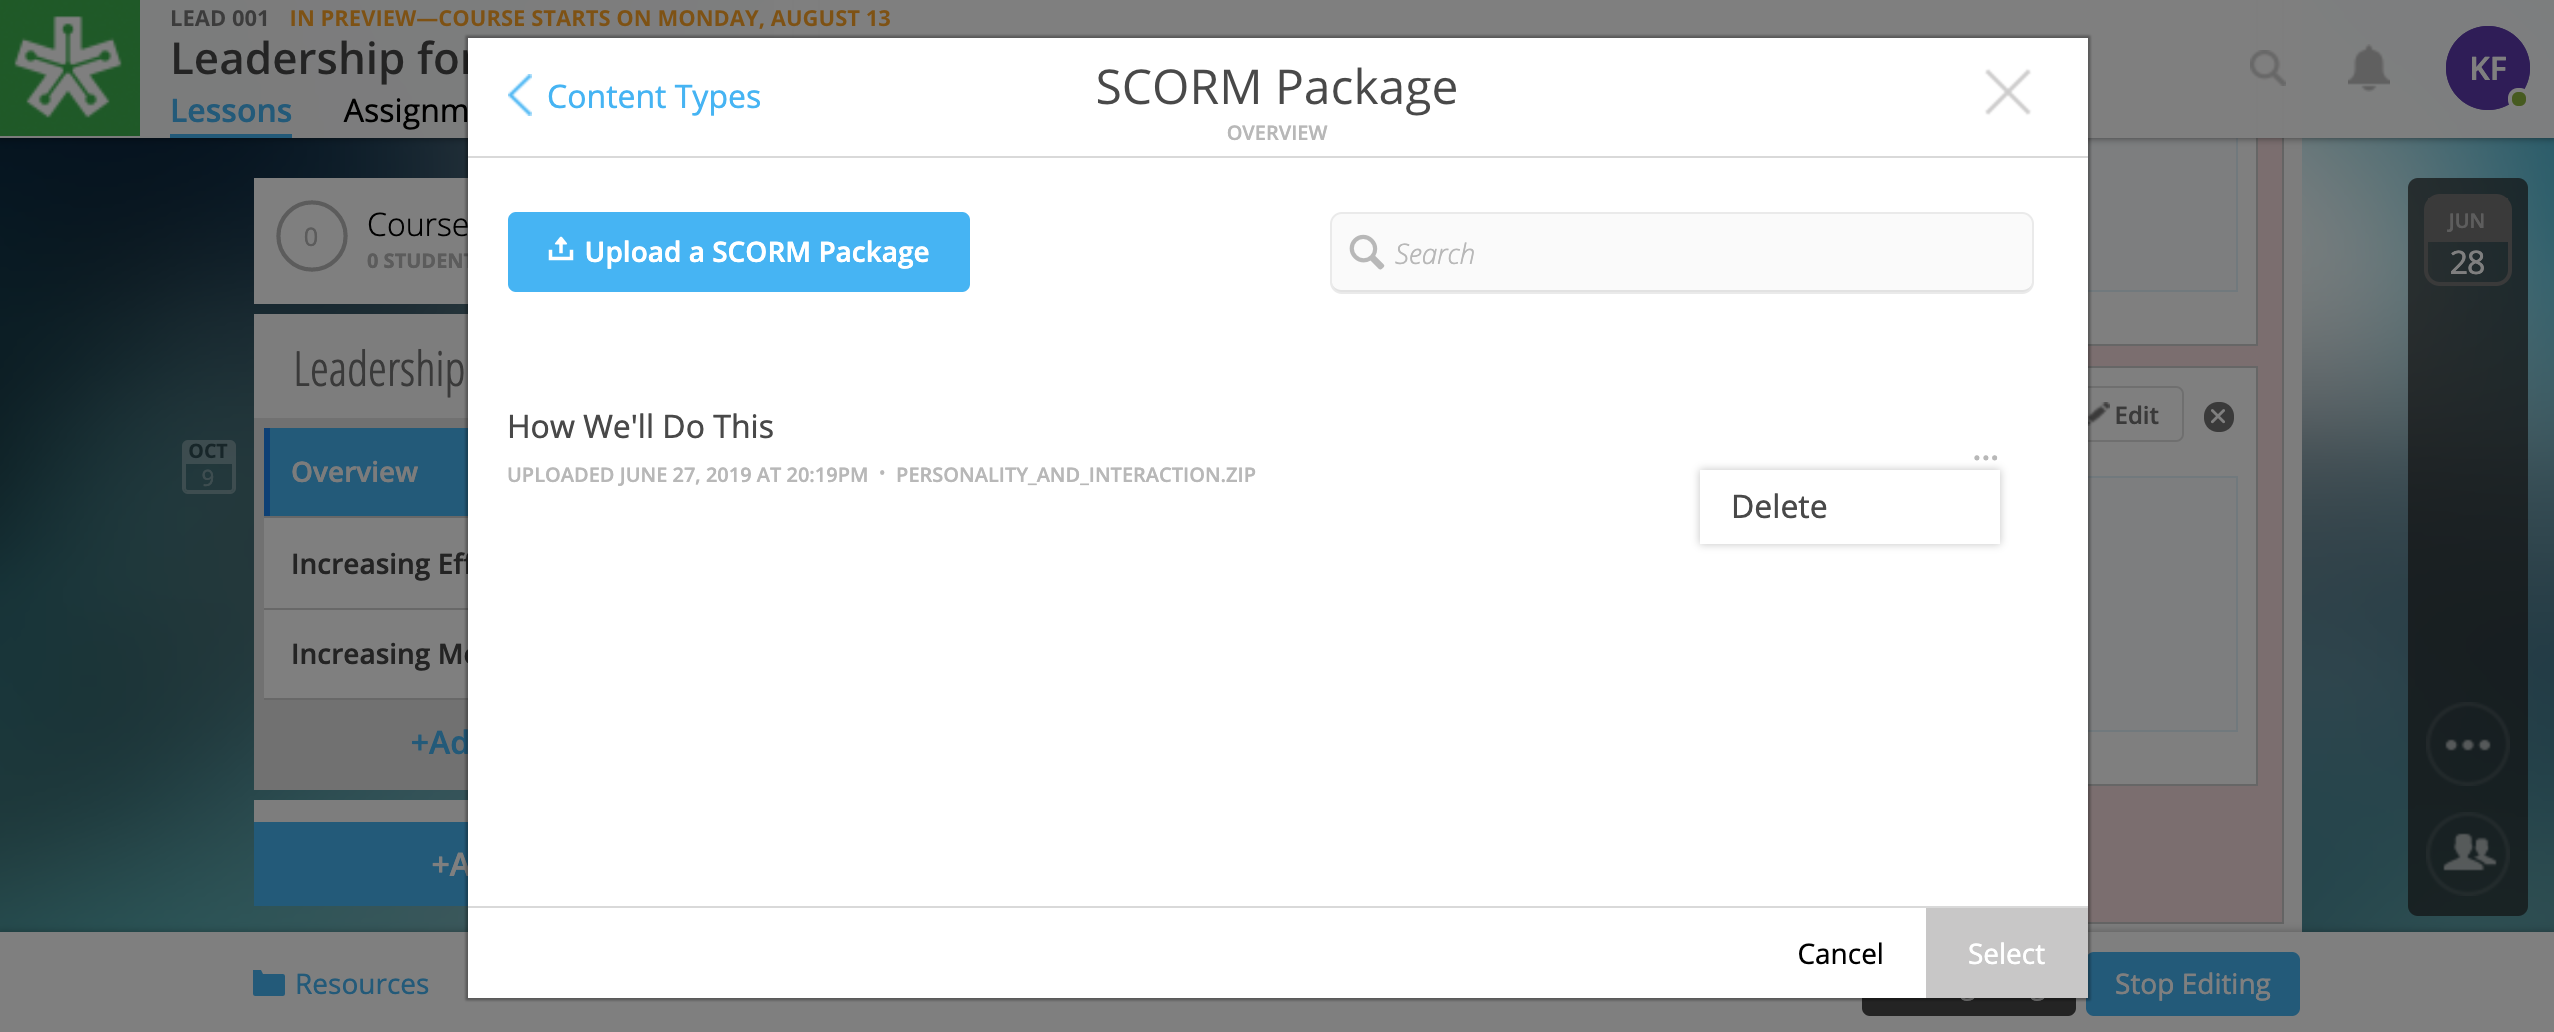 LEAD 001 IN PREVIEW—COURSE STARTS ON MONDAY, AUGUST 13
Leadership for
Lessons
Assignm
KF
Content Types
SCORM Package
OVERVIEW
0
Course
0 STUDENT
Upload a SCORM Package
Search
JUN
28
Leadership
OCT
9
Overview
Increasing Eff
Increasing Mo
+Ad
+A
How We'll Do This
UPLOADED JUNE 27, 2019 AT 20:19PM • PERSONALITY_AND_INTERACTION.ZIP
Delete
Edit
Cancel
Select
Resources
Stop Editing